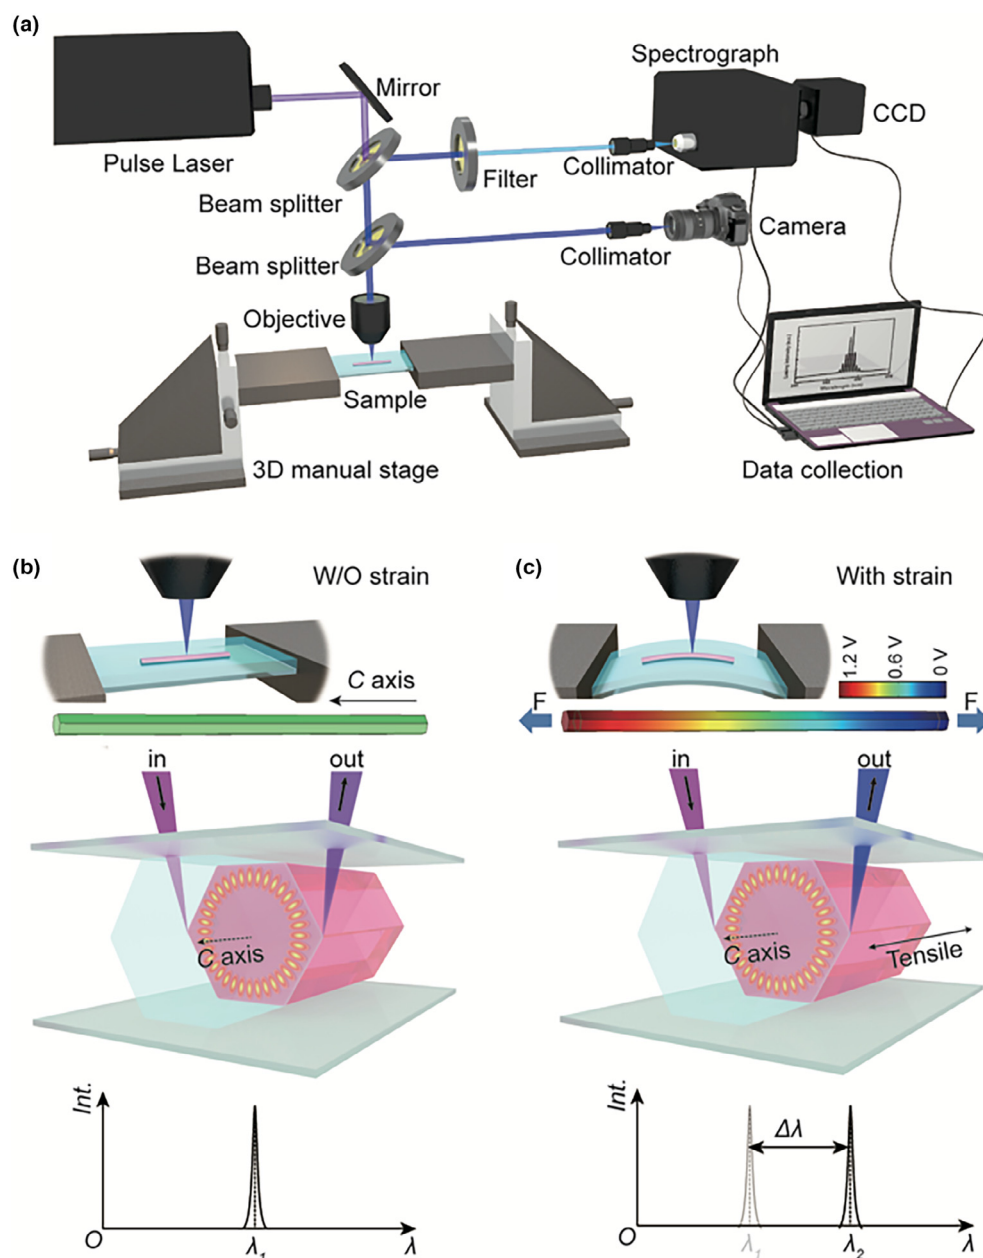 (a)
Spectrograph
Mirror
CCD
Pulse Laser
Filter
Collimator
Beam splitter
Camera
Beam splitter
Collimator
Objective
Sample
3D manual stage
Data collection
(b)
W/O strain
C axis
in
out
C axis
Int.
O
λ1
λ
(c)
With strain
1.2 V
0.6 V
0 V
F
F
in
out
C axis
Tensile
Int.
Δλ
O
λ1
λ2
λ